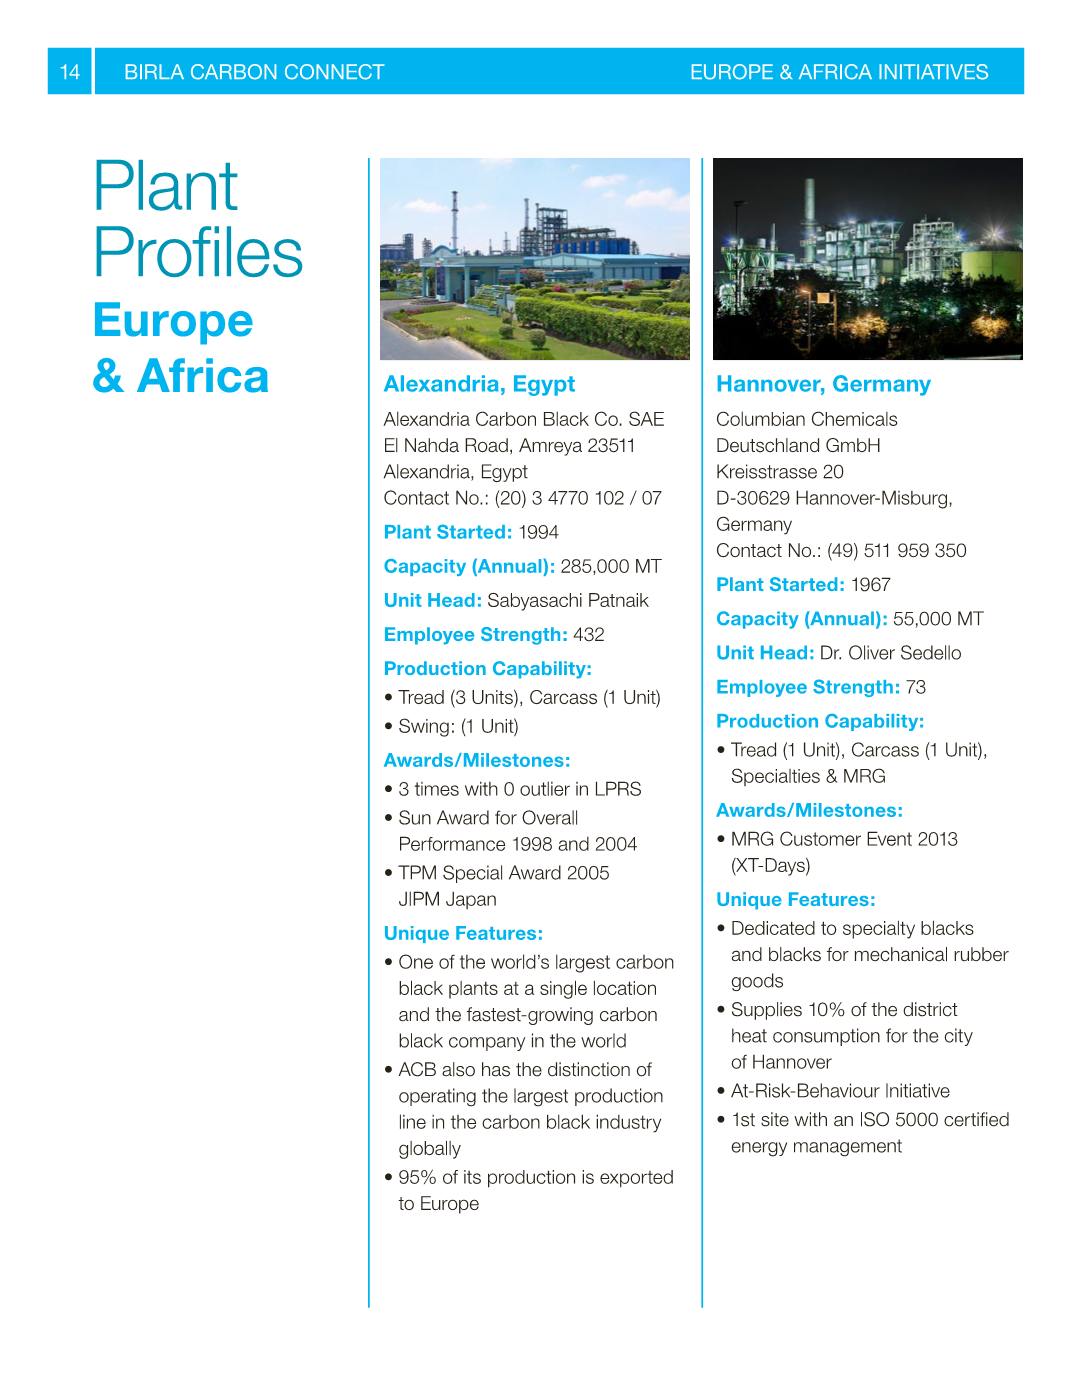 14
BIRLA CARBON CONNECT
EUROPE & AFRICA INITIATIVES
Plant
Profiles
Europe
& Africa
Alexandria, Egypt
Alexandria Carbon Black Co. SAE
El Nahda Road, Amreya 23511
Alexandria, Egypt
Contact No.: (20) 3 4770 102 / 07
Plant Started: 1994
Capacity (Annual): 285,000 MT
Unit Head: Sabyasachi Patnaik
Employee Strength: 432
Production Capability:
• Tread (3 Units), Carcass (1 Unit)
• Swing: (1 Unit)
Awards/Milestones:
• 3 times with 0 outlier in LPRS
• Sun Award for Overall
Performance 1998 and 2004
• TPM Special Award 2005
JIPM Japan
Unique Features:
• One of the world’s largest carbon
black plants at a single location
and the fastest-growing carbon
black company in the world
• ACB also has the distinction of
operating the largest production
line in the carbon black industry
globally
• 95% of its production is exported
to Europe
Hannover, Germany
Columbian Chemicals
Deutschland GmbH
Kreisstrasse 20
D-30629 Hannover-Misburg,
Germany
Contact No.: (49) 511 959 350
Plant Started: 1967
Capacity (Annual): 55,000 MT
Unit Head: Dr. Oliver Sedello
Employee Strength: 73
Production Capability:
• Tread (1 Unit), Carcass (1 Unit),
Specialties & MRG
Awards/Milestones:
• MRG Customer Event 2013
(XT-Days)
Unique Features:
• Dedicated to specialty blacks
and blacks for mechanical rubber
goods
• Supplies 10% of the district
heat consumption for the city
of Hannover
• At-Risk-Behaviour Initiative
• 1st site with an ISO 5000 certified
energy management